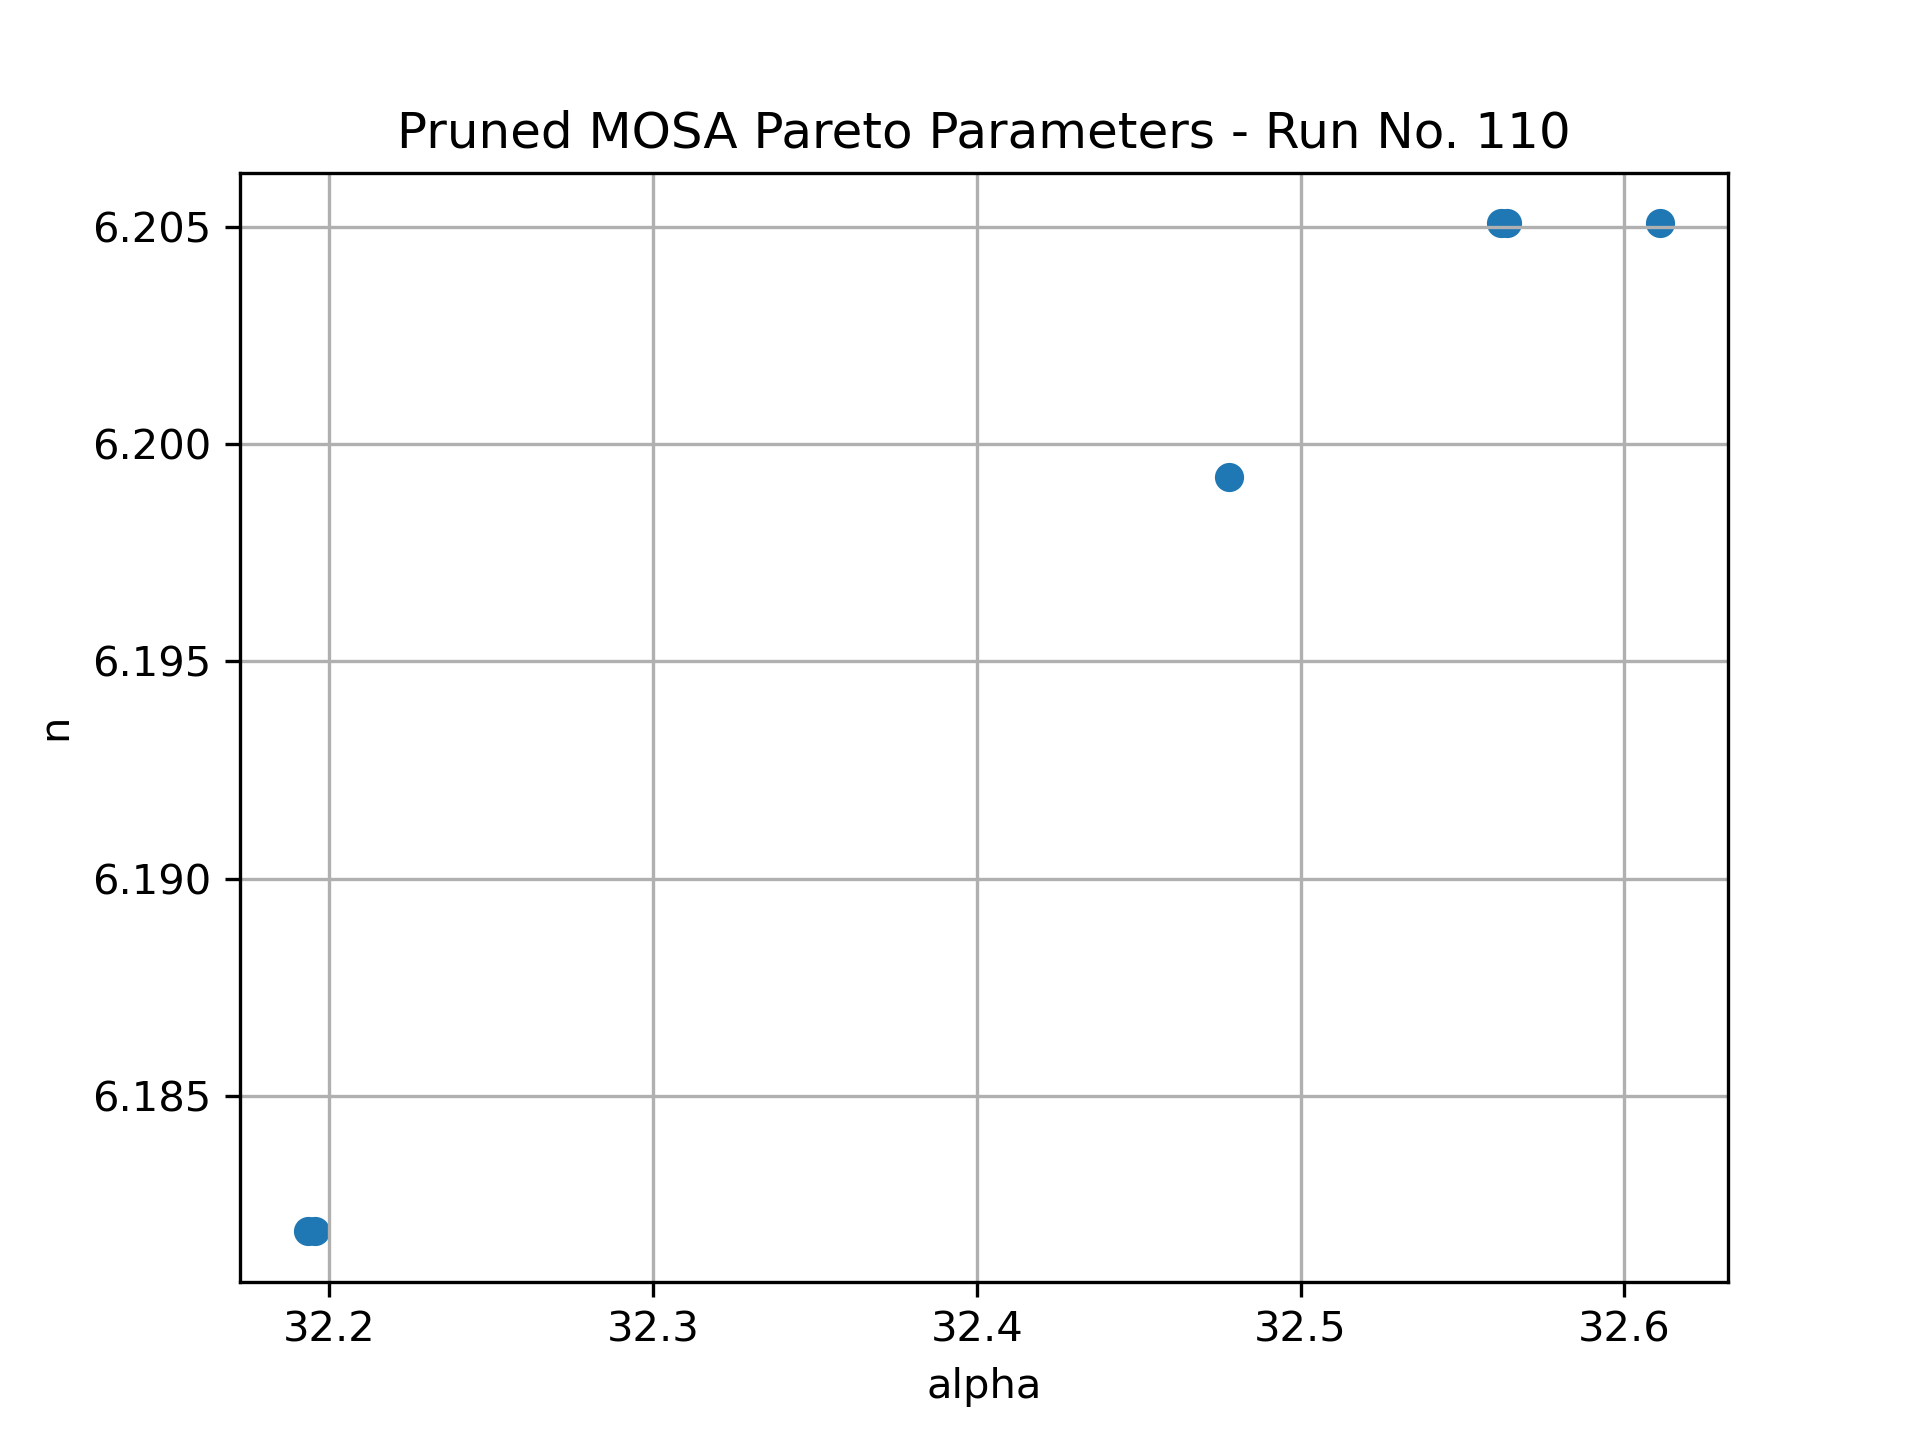 Pruned MOSA Pareto Parameters - Run No. 110
6.205
6.200
6.195
6.190
6.185
n
32.2 32.3 32.4 32.5 32.6
alpha